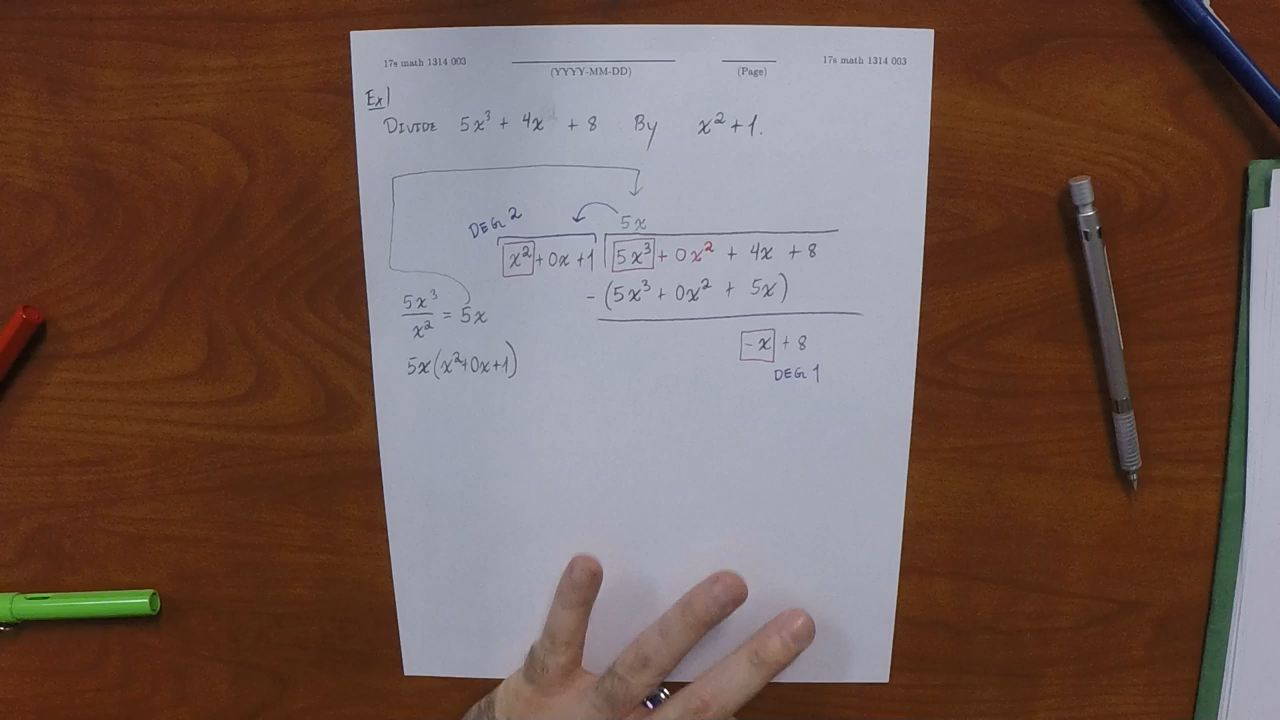 17s math 1314 003 (YYYY-MM-DD) (Page) 17s math 1314 003
Ex1
DIVIDE 5x³ + 4x + 8 By x² + 1.
DEG 2
5x
x² + 0x + 1 5x³ + 0x² + 4x + 8
- (5x³ + 0x² + 5x)
5x³/x² = 5x
-x + 8
5x(x²+0x+1)
DEG 1